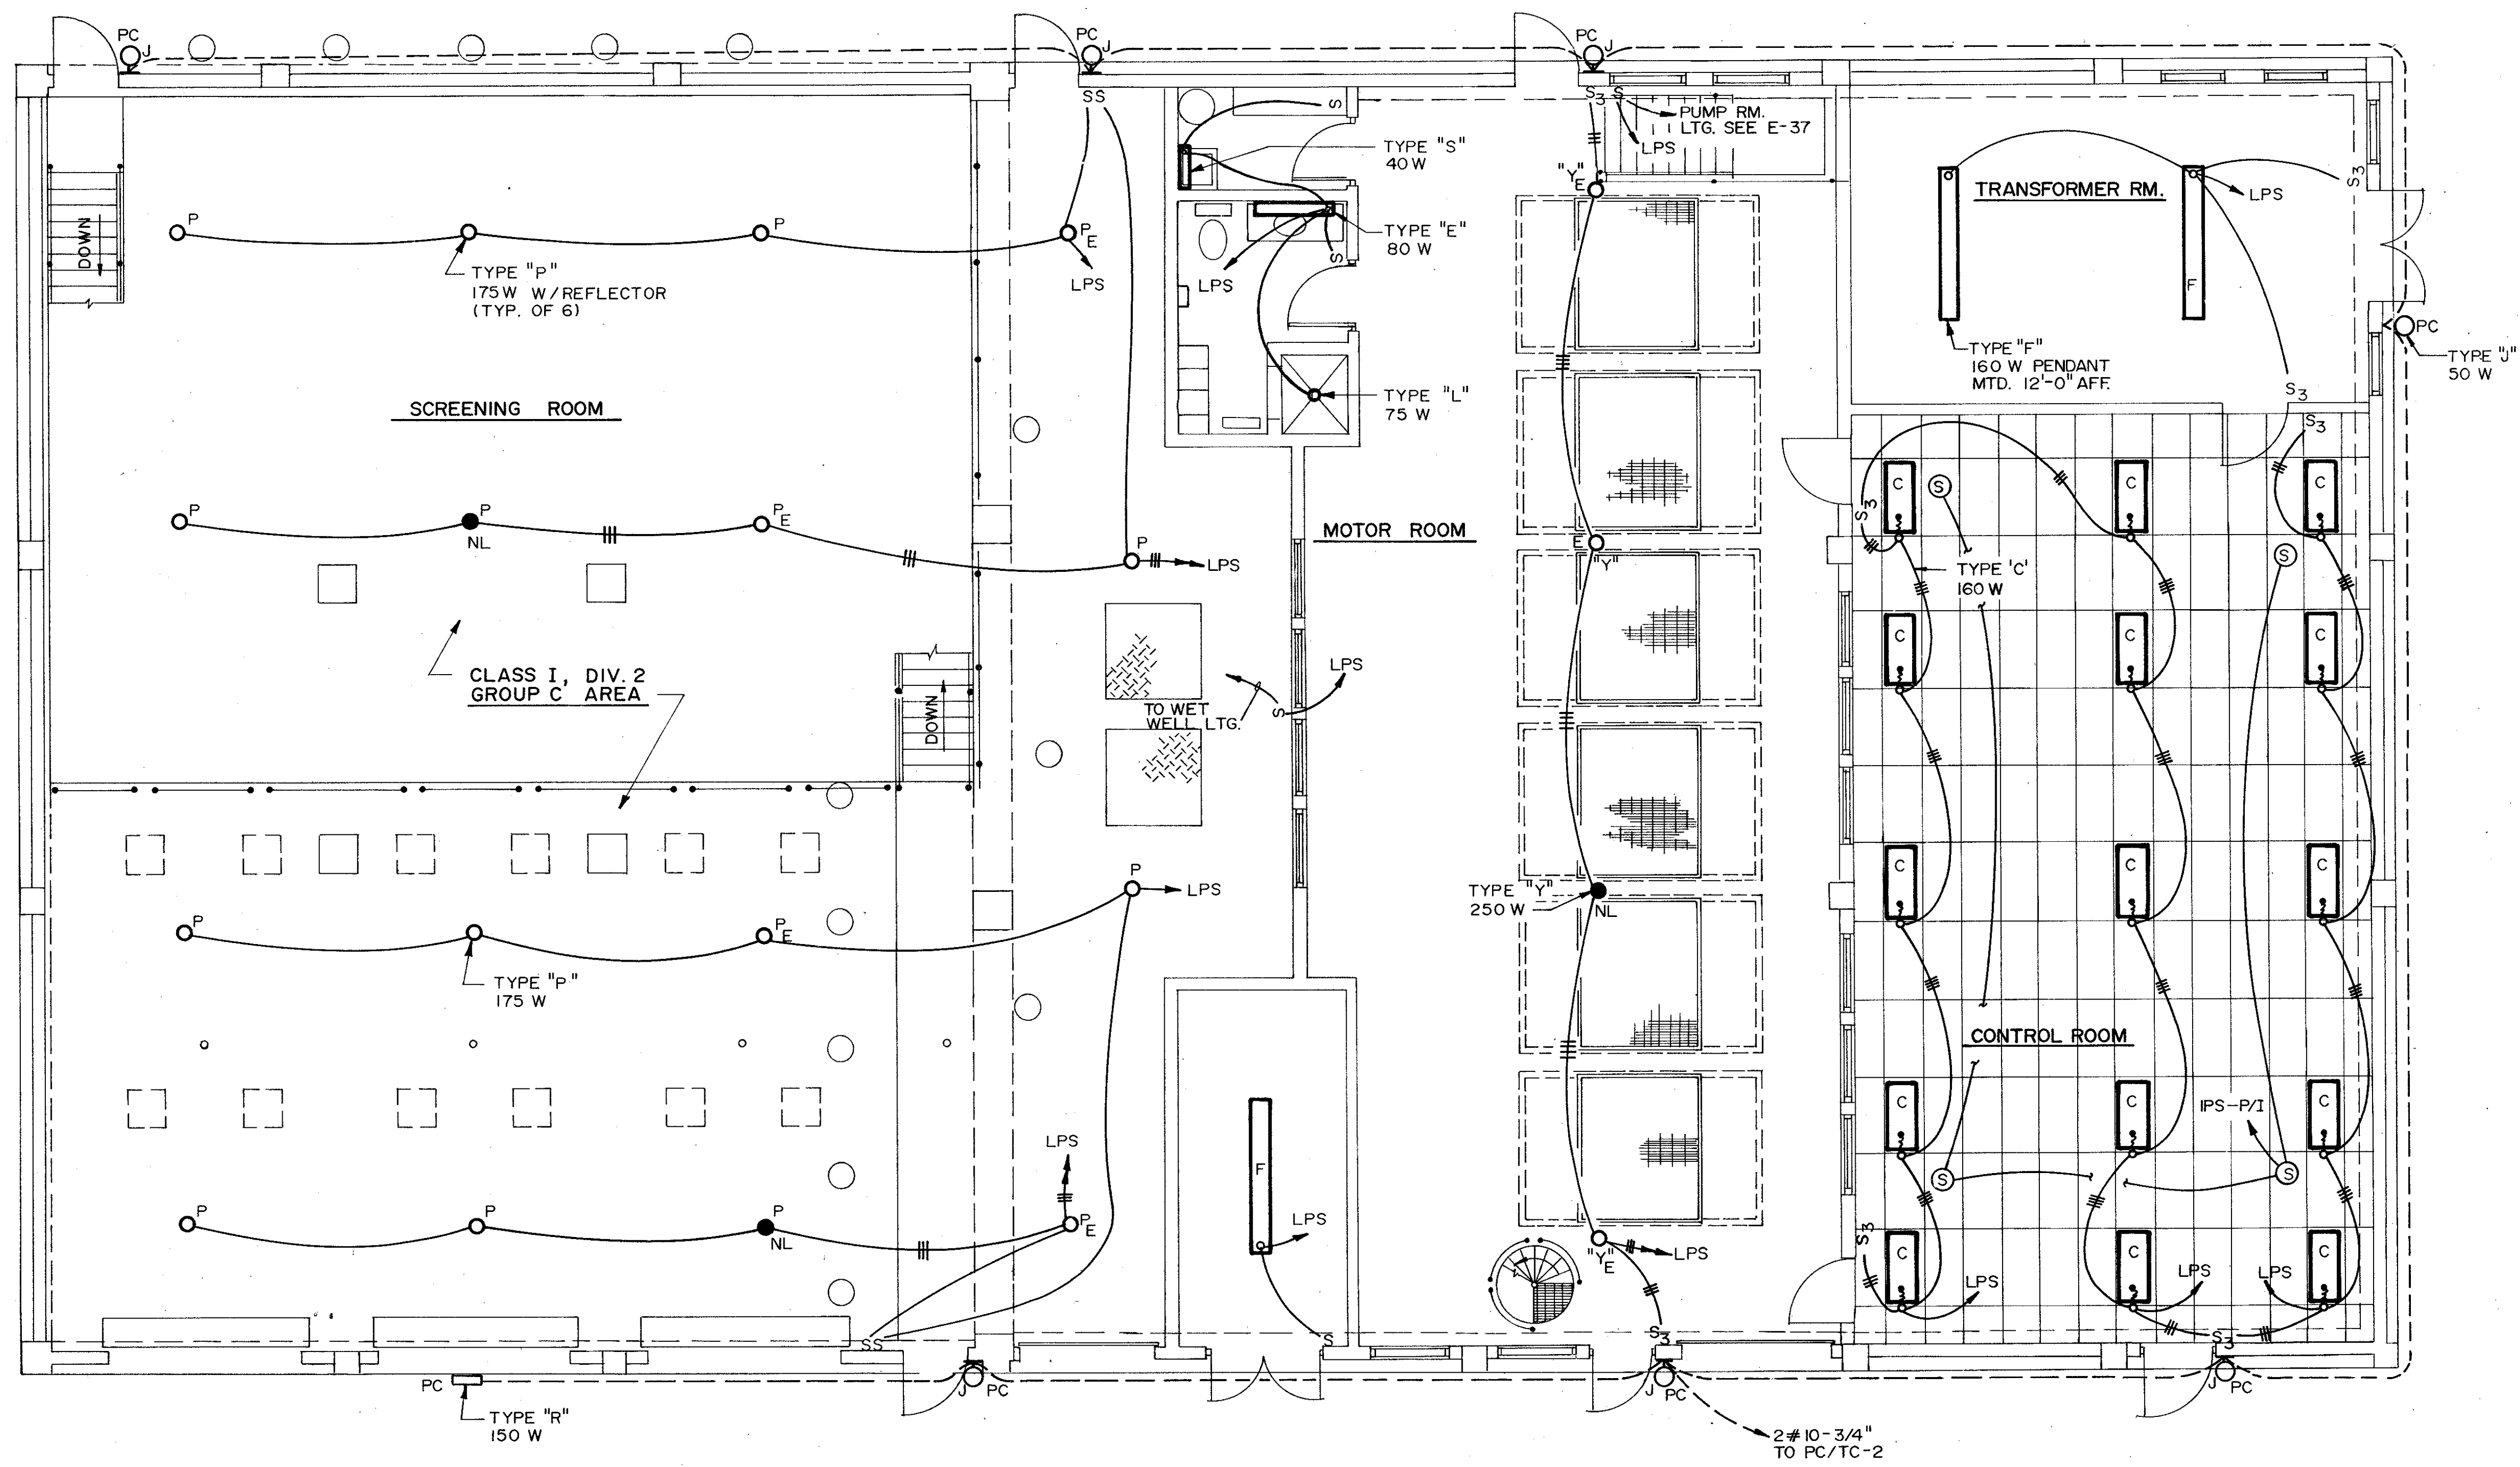 PC
J
PC
J
PC
J
SS
S
S3
S
PUMP RM.
LTG. SEE E-37
LPS
TYPE "S"
40 W
"Y"
E
TRANSFORMER RM.
LPS
S3
DOWN
P
P
P
E
LPS
TYPE "P"
175W W/REFLECTOR
(TYP. OF 6)
TYPE "E"
80 W
S
LPS
F
PC
TYPE "J"
50 W
TYPE "F"
160 W PENDANT
MTD. 12'-0" AFF.
TYPE "L"
75 W
S3
S3
SCREENING ROOM
P
P
NL
P
E
P
LPS
MOTOR ROOM
E
"Y"
S3
C
S
C
C
S
TYPE 'C'
160 W
C
C
C
CLASS I, DIV. 2
GROUP C AREA
DOWN
TO WET
WELL LTG.
S
LPS
P
P
P
E
LPS
TYPE "P"
175 W
TYPE "Y"
250 W
NL
C
C
C
CONTROL ROOM
C
C
C
IPS-P/I
S
S
LPS
P
P
P
NL
P
E
F
LPS
"Y"
E
LPS
S3
C
C
C
LPS
LPS
LPS
SS
S
S3
S3
PC
J
PC
J
PC
J
PC
TYPE "R"
150 W
2#10-3/4"
TO PC/TC-2